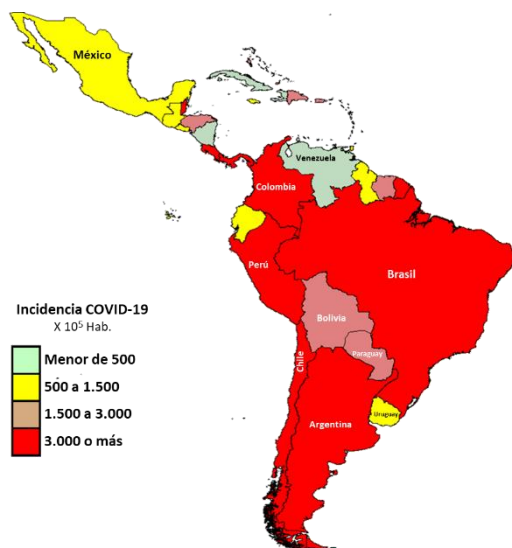 México
Venezuela
Colombia
Perú
Brasil
Bolivia
Paraguay
Chile
Uruguay
Argentina
Incidencia COVID-19
X 10⁵ Hab.
Menor de 500
500 a 1.500
1.500 a 3.000
3.000 o más